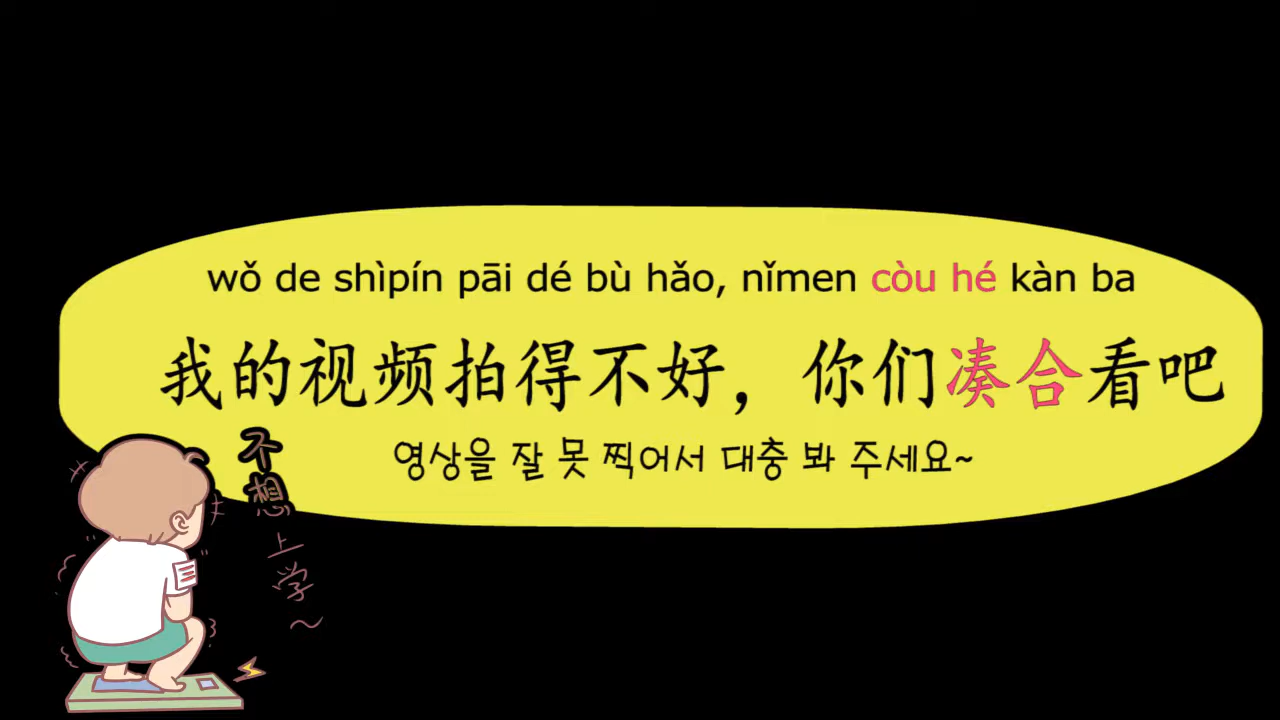 wǒ de shìpín pāi dé bù hǎo, nǐmen còu hé kàn ba
我的视频拍得不好，你们凑合看吧
영상을 잘 못 찍어서 대충 봐 주세요~
不想上学~